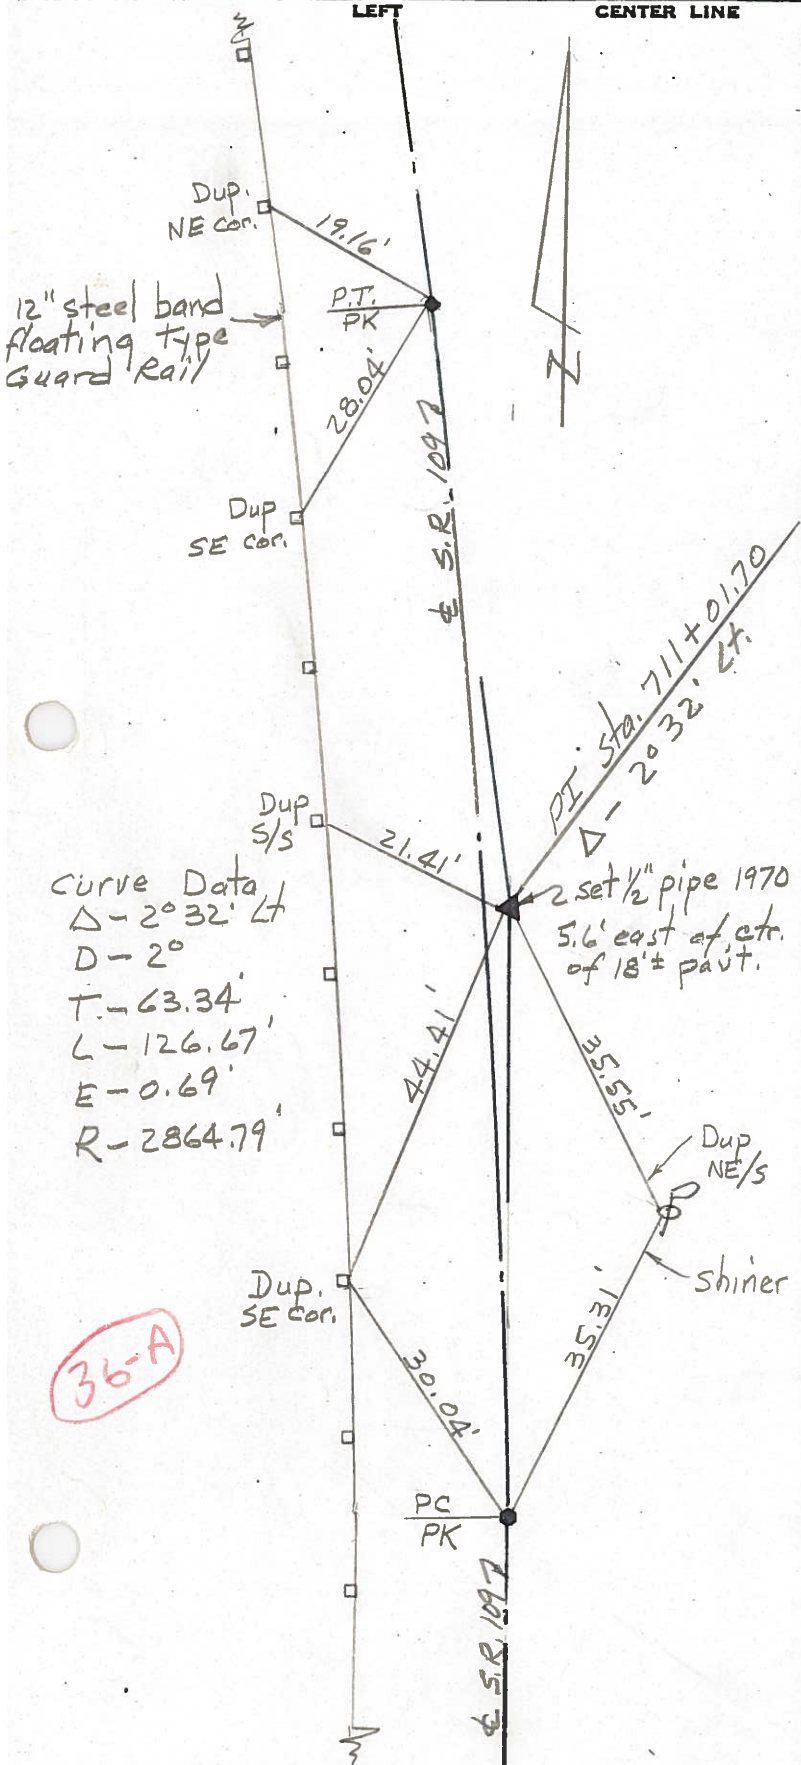 LEFT
CENTER LINE
Dup.
NE cor.
19.16'
12" steel band
floating type
Guard Rail
P.T.
PK
28.04'
Z
Dup
SE cor.
℄ S.R. 1097
PI Sta. 711+01.70
Δ - 2° 32' Lt.
Dup
S/S
21.41'
set 1/2" pipe 1970
5.6' east of ctr.
of 18'± pav't.
Curve Data
Δ - 2° 32' Lt
D - 2°
T. - 63.34'
L - 126.67'
E - 0.69'
R - 2864.79'
44.41'
35.55'
Dup
NE/S
Dup.
SE cor.
Shiner
35.31'
36-A
30.04'
PC
PK
℄ S.R. 1097